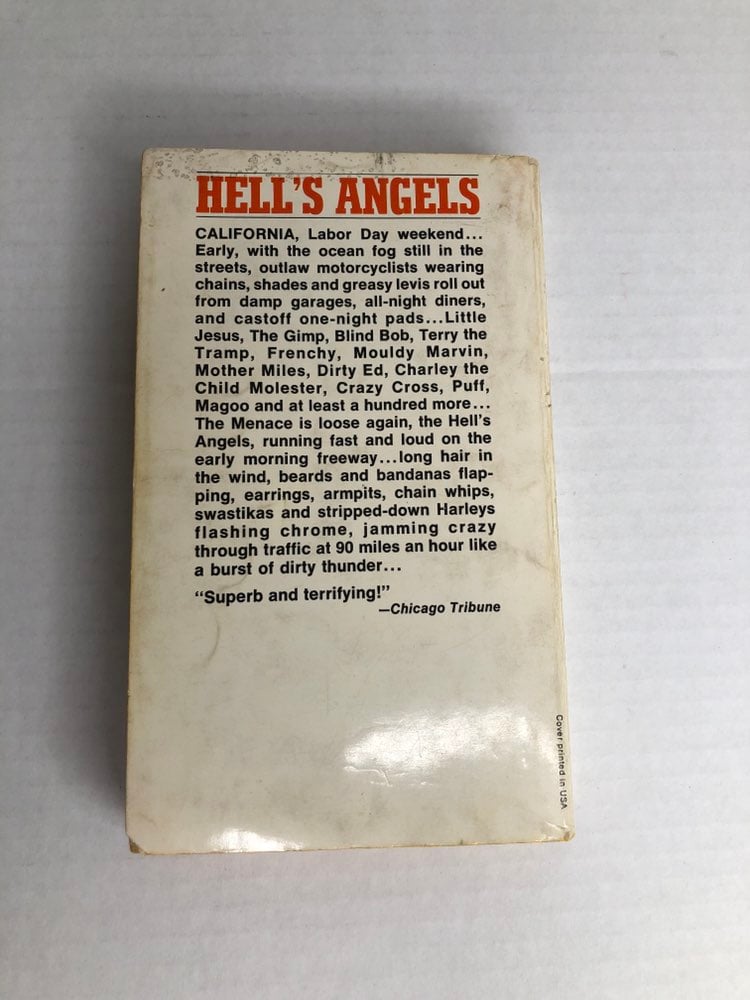 HELL'S ANGELS
CALIFORNIA, Labor Day weekend...
Early, with the ocean fog still in the
streets, outlaw motorcyclists wearing
chains, shades and greasy levis roll out
from damp garages, all-night diners,
and castoff one-night pads...Little
Jesus, The Gimp, Blind Bob, Terry the
Tramp, Frenchy, Mouldy Marvin,
Mother Miles, Dirty Ed, Charley the
Child Molester, Crazy Cross, Puff,
Magoo and at least a hundred more...
The Menace is loose again, the Hell's
Angels, running fast and loud on the
early morning freeway...long hair in
the wind, beards and bandanas flap-
ping, earrings, armpits, chain whips,
swastikas and stripped-down Harleys
flashing chrome, jamming crazy
through traffic at 90 miles an hour like
a burst of dirty thunder...
"Superb and terrifying!"
—Chicago Tribune
Cover printed in USA